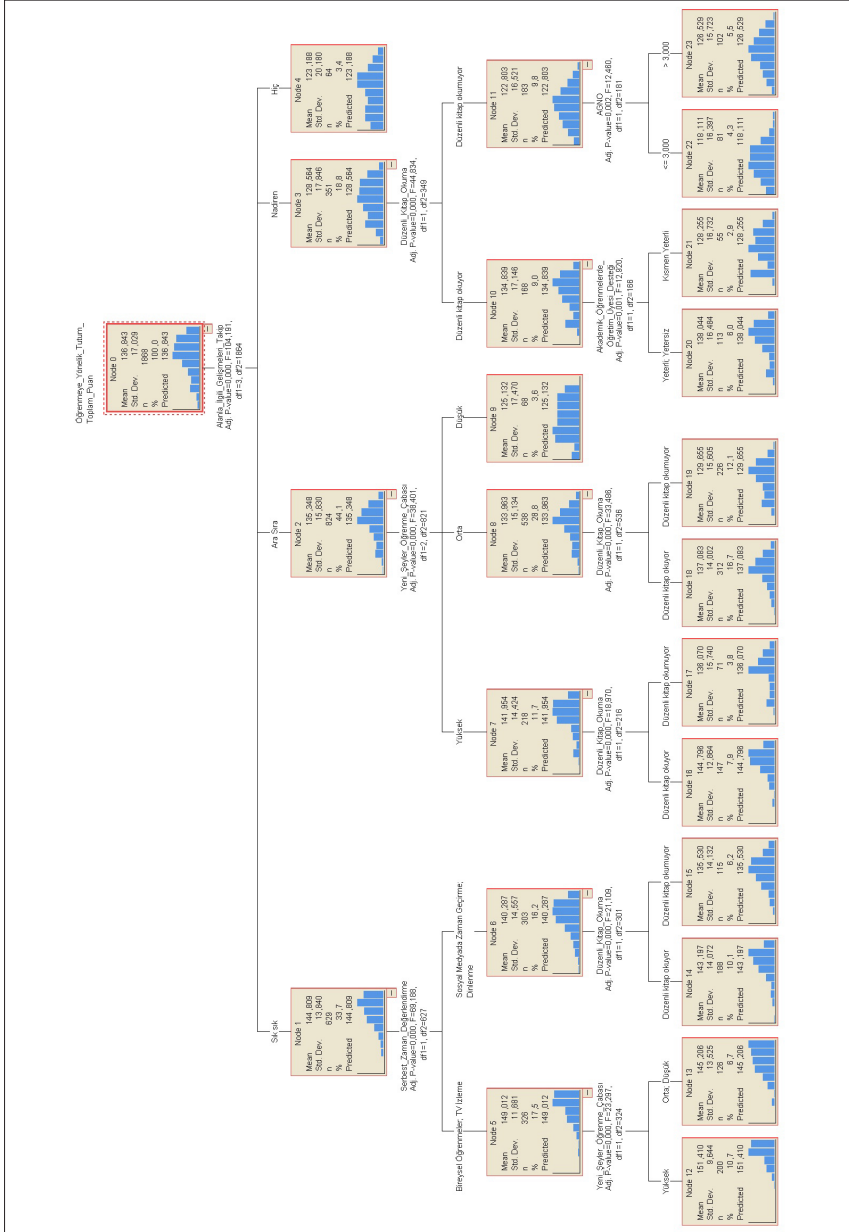 Öğrenmeye_Yönelik_Tutum_
Toplam_Puan
Node 0
Mean 136,843
Std. Dev. 17,029
n 1868
% 100,0
Predicted 136,843
Alanla_İlgili_Gelişmeleri_Takip
Adj. P-value=0,000, F=104,191,
df1=3, df2=1864
Sık sık
Node 1
Mean 144,809
Std. Dev. 13,840
n 629
% 33,7
Predicted 144,809
Serbest_Zaman_Değerlendirme
Adj. P-value=0,000, F=69,188,
df1=1, df2=627
Ara Sıra
Node 2
Mean 135,348
Std. Dev. 15,830
n 824
% 44,1
Predicted 135,348
Yeni_Şeyler_Öğrenme_Çabası
Adj. P-value=0,000, F=38,401,
df1=2, df2=821
Nadiren
Node 3
Mean 128,564
Std. Dev. 17,846
n 351
% 18,8
Predicted 128,564
Düzenli_Kitap_Okuma
Adj. P-value=0,000, F=44,834,
df1=1, df2=349
Hiç
Node 4
Mean 123,188
Std. Dev. 20,180
n 64
% 3,4
Predicted 123,188
Bireysel Öğrenmeler; TV İzleme
Node 5
Mean 149,012
Std. Dev. 11,681
n 326
% 17,5
Predicted 149,012
Yeni_Şeyler_Öğrenme_Çabası
Adj. P-value=0,000, F=23,297,
df1=1, df2=324
Sosyal Medyada Zaman Geçirme;
Dinlenme
Node 6
Mean 140,287
Std. Dev. 14,557
n 303
% 16,2
Predicted 140,287
Düzenli_Kitap_Okuma
Adj. P-value=0,000, F=21,109,
df1=1, df2=301
Yüksek
Node 7
Mean 141,954
Std. Dev. 14,424
n 218
% 11,7
Predicted 141,954
Düzenli_Kitap_Okuma
Adj. P-value=0,000, F=18,970,
df1=1, df2=216
Orta
Node 8
Mean 133,963
Std. Dev. 15,134
n 538
% 28,8
Predicted 133,963
Düzenli_Kitap_Okuma
Adj. P-value=0,000, F=33,486,
df1=1, df2=536
Düşük
Node 9
Mean 125,132
Std. Dev. 17,470
n 68
% 3,6
Predicted 125,132
Düzenli kitap okuyor
Node 10
Mean 134,839
Std. Dev. 17,146
n 168
% 9,0
Predicted 134,839
Akademik_Öğrenmelerde_
Öğretim_Üyesi_Desteği
Adj. P-value=0,001, F=12,820,
df1=1, df2=166
Düzenli kitap okumuyor
Node 11
Mean 122,803
Std. Dev. 16,521
n 183
% 9,8
Predicted 122,803
AGNO
Adj. P-value=0,002, F=12,460,
df1=1, df2=181
Yüksek
Node 12
Mean 151,410
Std. Dev. 9,644
n 200
% 10,7
Predicted 151,410
Orta; Düşük
Node 13
Mean 145,206
Std. Dev. 13,525
n 126
% 6,7
Predicted 145,206
Düzenli kitap okuyor
Node 14
Mean 143,197
Std. Dev. 14,072
n 188
% 10,1
Predicted 143,197
Düzenli kitap okumuyor
Node 15
Mean 135,530
Std. Dev. 14,132
n 115
% 6,2
Predicted 135,530
Düzenli kitap okuyor
Node 16
Mean 144,796
Std. Dev. 12,864
n 147
% 7,9
Predicted 144,796
Düzenli kitap okumuyor
Node 17
Mean 136,070
Std. Dev. 15,740
n 71
% 3,8
Predicted 136,070
Düzenli kitap okuyor
Node 18
Mean 137,083
Std. Dev. 14,002
n 312
% 16,7
Predicted 137,083
Düzenli kitap okumuyor
Node 19
Mean 129,655
Std. Dev. 15,605
n 226
% 12,1
Predicted 129,655
Yeterli; Yetersiz
Node 20
Mean 138,044
Std. Dev. 16,484
n 113
% 6,0
Predicted 138,044
Kısmen Yeterli
Node 21
Mean 128,255
Std. Dev. 16,732
n 55
% 2,9
Predicted 128,255
<= 3,000
Node 22
Mean 118,111
Std. Dev. 16,397
n 81
% 4,3
Predicted 118,111
> 3,000
Node 23
Mean 126,529
Std. Dev. 15,723
n 102
% 5,5
Predicted 126,529